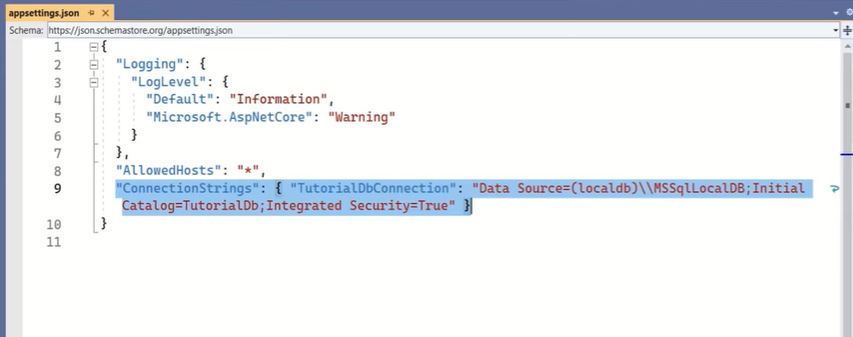 appsettings.json
Schema: https://json.schemastore.org/appsettings.json
1 {
2 "Logging": {
3 "LogLevel": {
4 "Default": "Information",
5 "Microsoft.AspNetCore": "Warning"
6 }
7 },
8 "AllowedHosts": "*",
9 "ConnectionStrings": { "TutorialDbConnection": "Data Source=(localdb)\\MSSqlLocalDB;Initial
Catalog=TutorialDb;Integrated Security=True" }
10 }
11